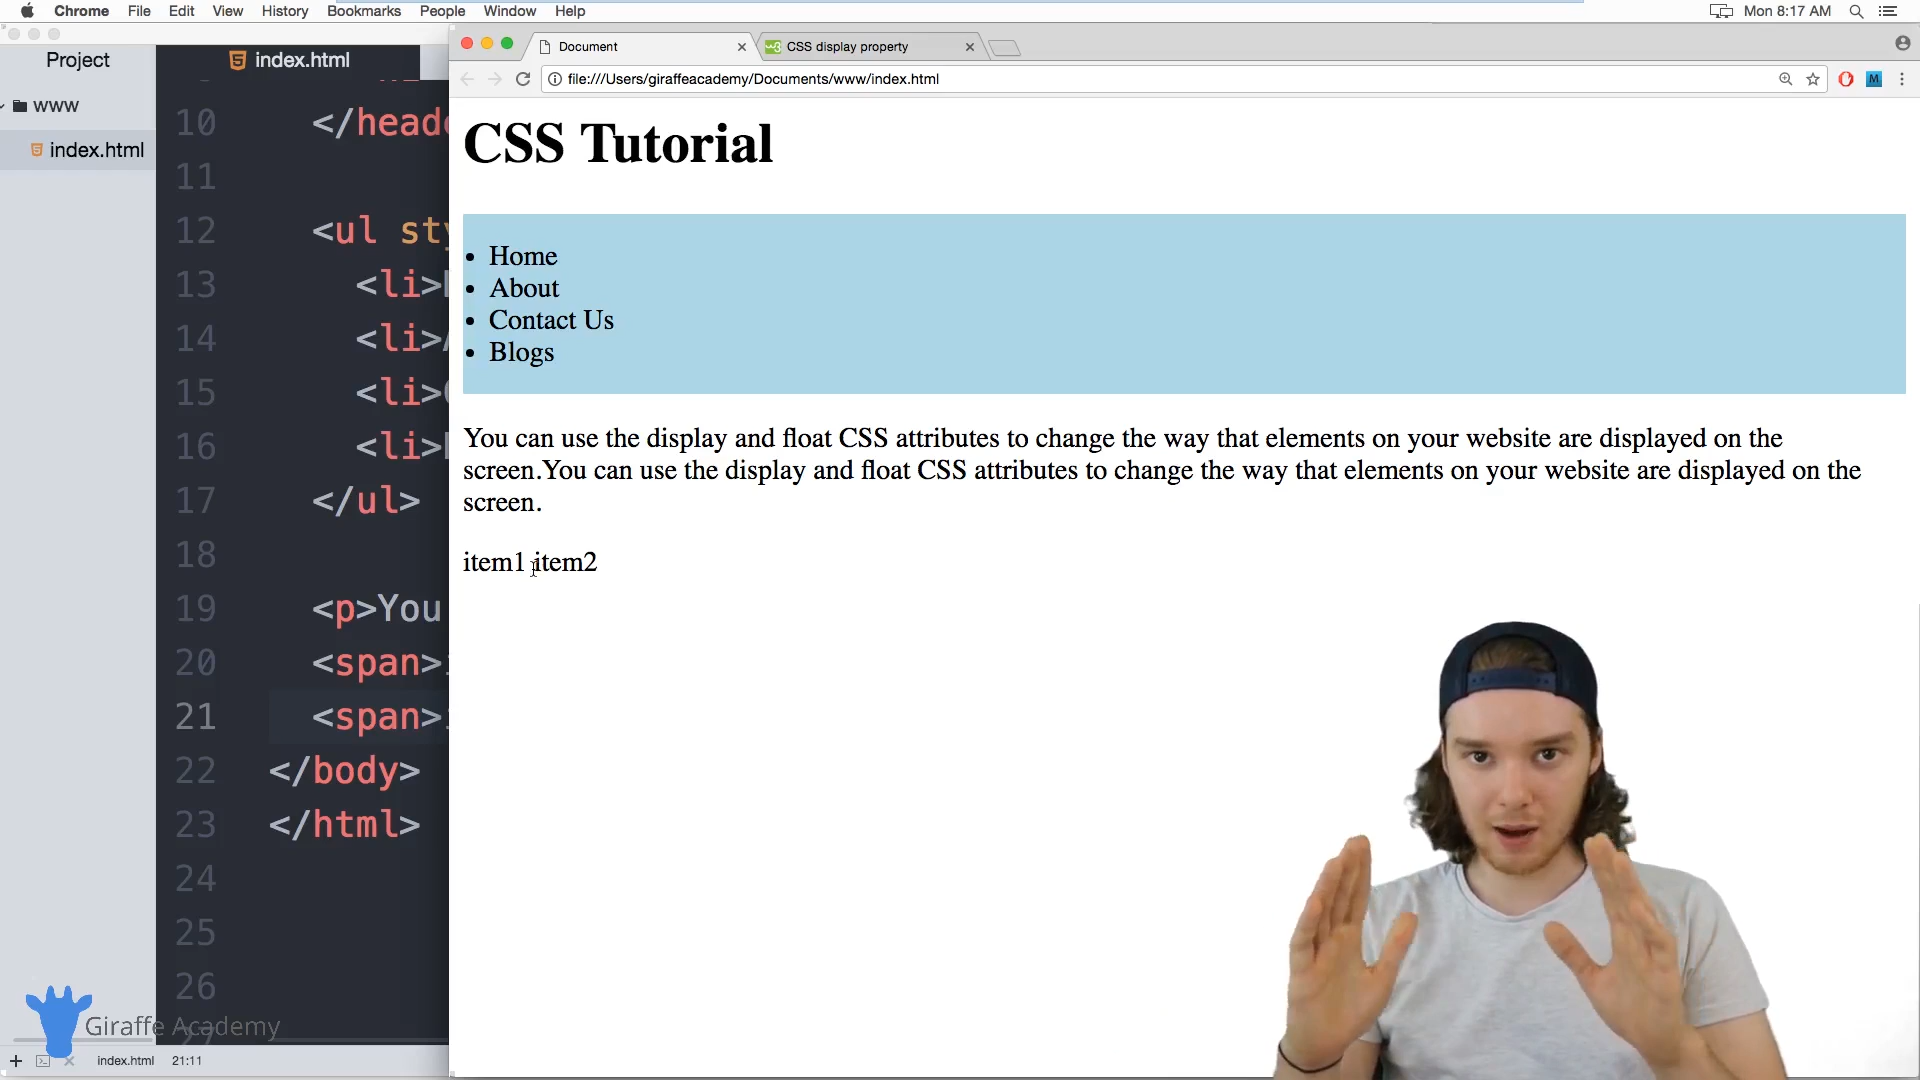 Chrome File Edit View History Bookmarks People Window Help
Mon 8:17 AM
Project
www
index.html
index.html
10 </head
11
12 <ul sty
13 <li>
14 <li>
15 <li>
16 <li>
17 </ul>
18
19 <p>You
20 <span>
21 <span>
22 </body>
23 </html>
24
25
26
Giraffe Academy
index.html 21:11
Document
CSS display property
file:///Users/giraffeacademy/Documents/www/index.html
CSS Tutorial
• Home
• About
• Contact Us
• Blogs
You can use the display and float CSS attributes to change the way that elements on your website are displayed on the
screen.You can use the display and float CSS attributes to change the way that elements on your website are displayed on the
screen.
item1 item2